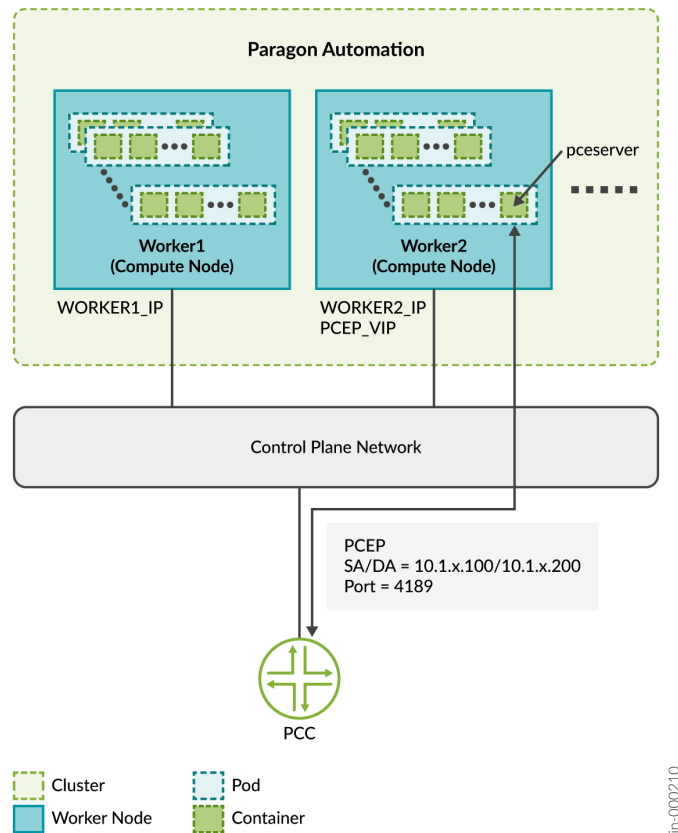 Paragon Automation
pceserver
Worker1
(Compute Node)
Worker2
(Compute Node)
WORKER1_IP
WORKER2_IP
PCEP_VIP
Control Plane Network
PCEP
SA/DA = 10.1.x.100/10.1.x.200
Port = 4189
PCC
Cluster
Pod
Worker Node
Container
jn-000210